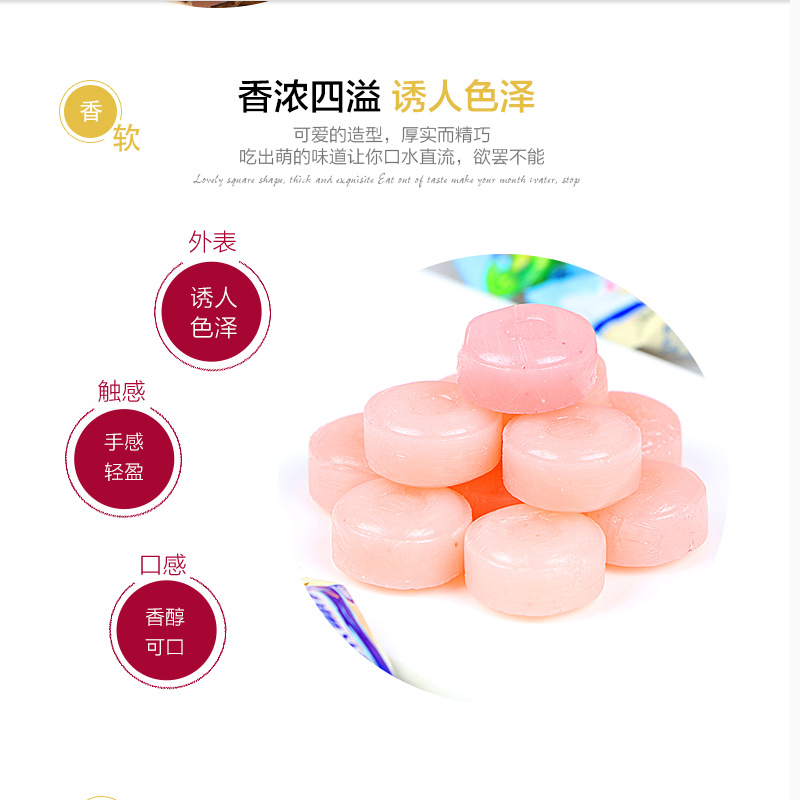 香
软
香浓四溢 诱人色泽
可爱的造型，厚实而精巧
吃出萌的味道让你口水直流，欲罢不能
Lovely square shape, thick and exquisite Eat out of taste make your mouth water, stop
外表
诱人
色泽
触感
手感
轻盈
口感
香醇
可口